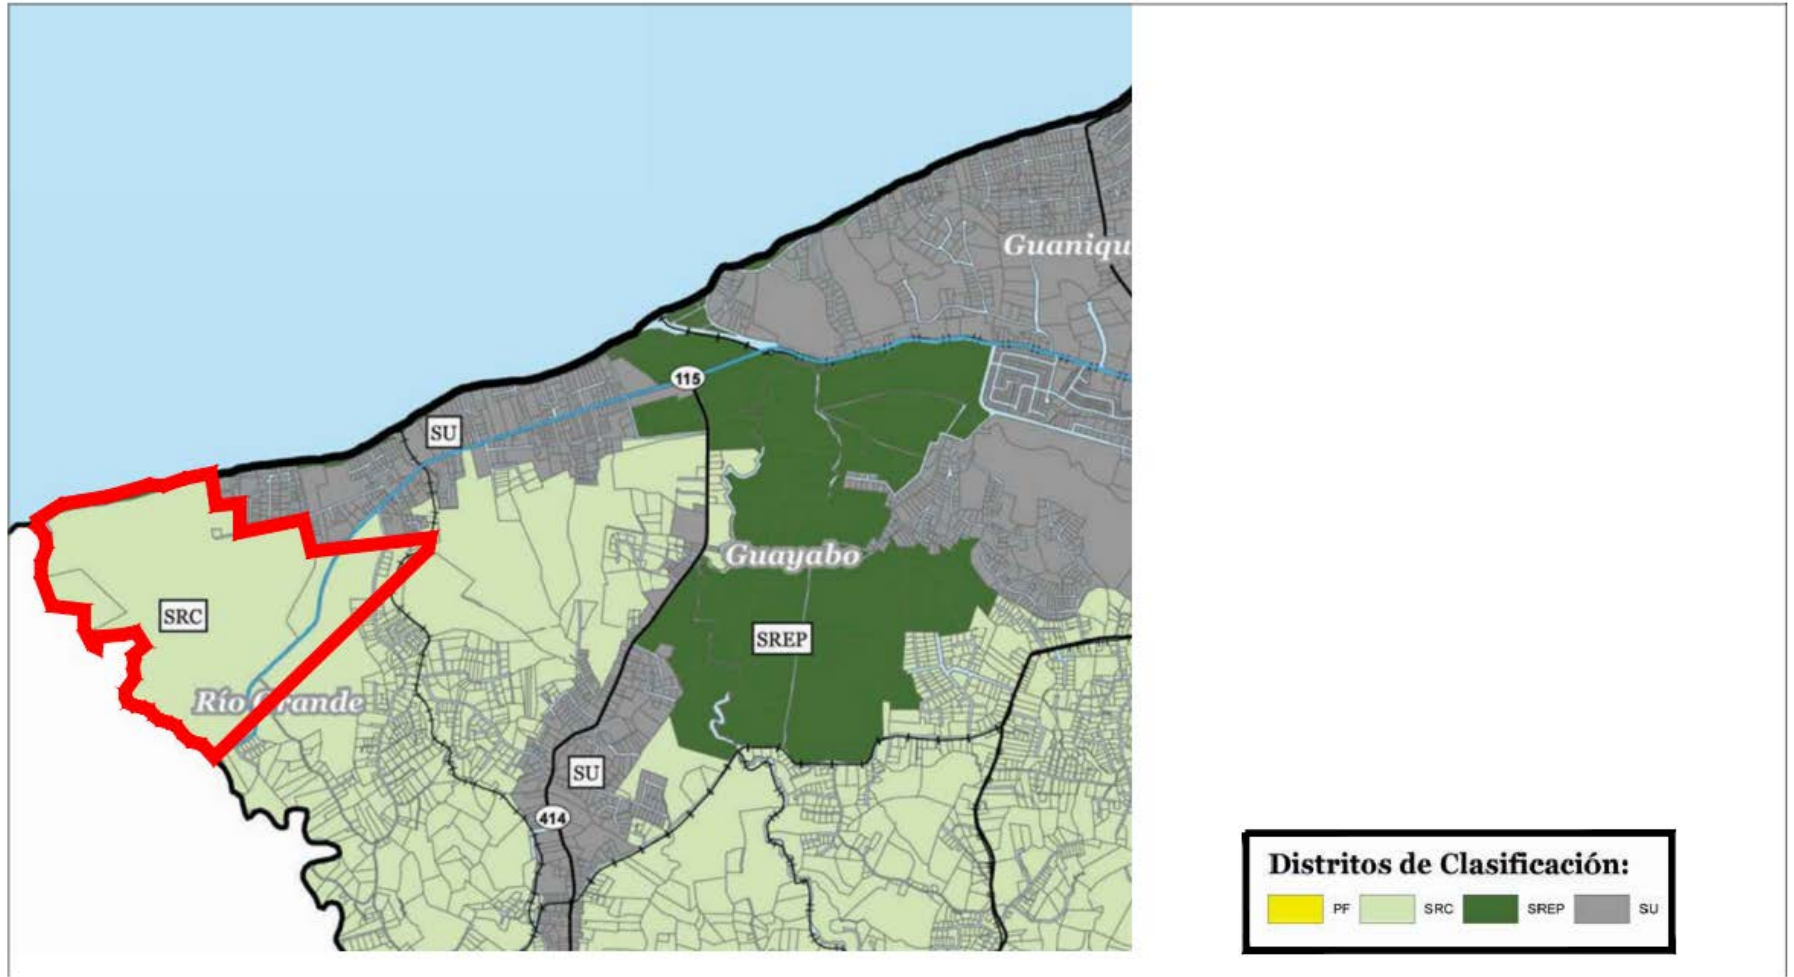 Guaniqu
115
SU
Guayabo
SRC
SREP
Río Grande
SU
414
Distritos de Clasificación:
PF SRC SREP SU